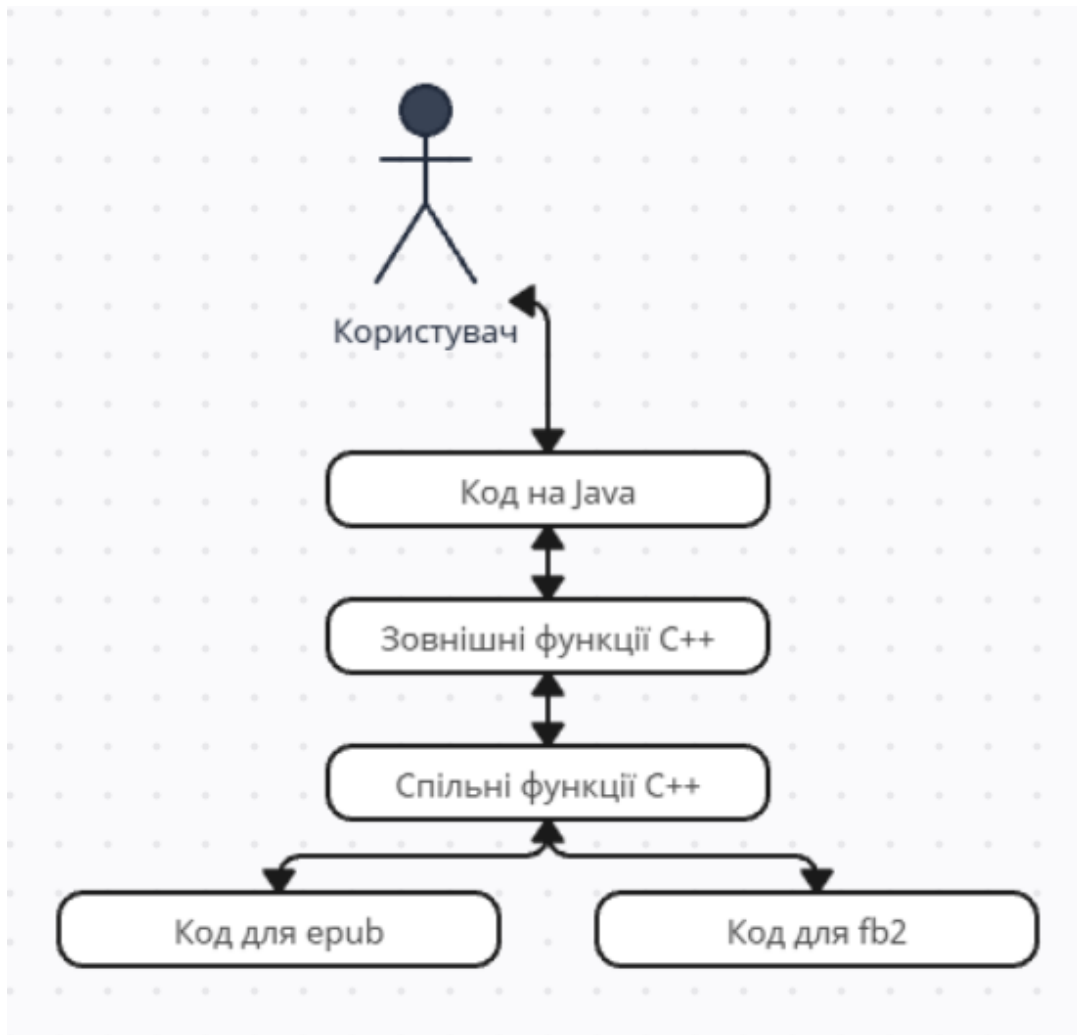 Користувач
Код на Java
Зовнішні функції C++
Спільні функції C++
Код для epub
Код для fb2